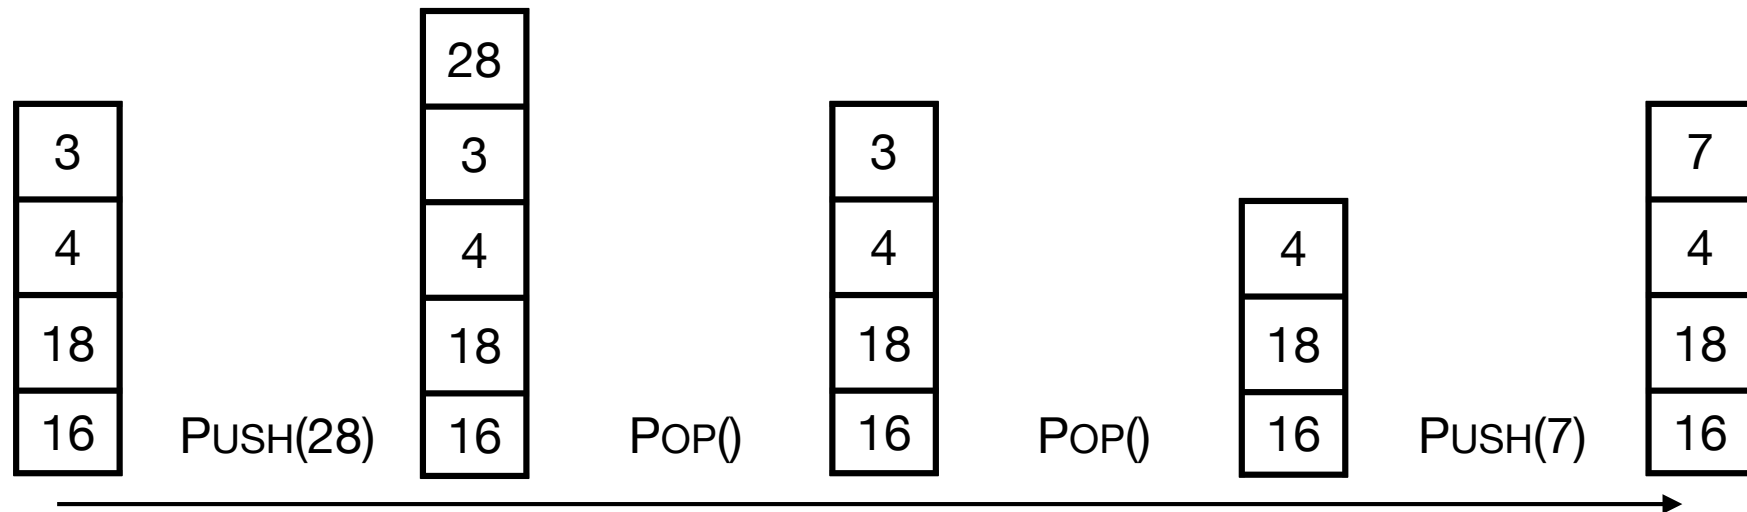 28
3 3 3 7
4 4 4 4 4
18 18 18 18 18
16 PUSH(28) 16 POP() 16 POP() 16 PUSH(7) 16